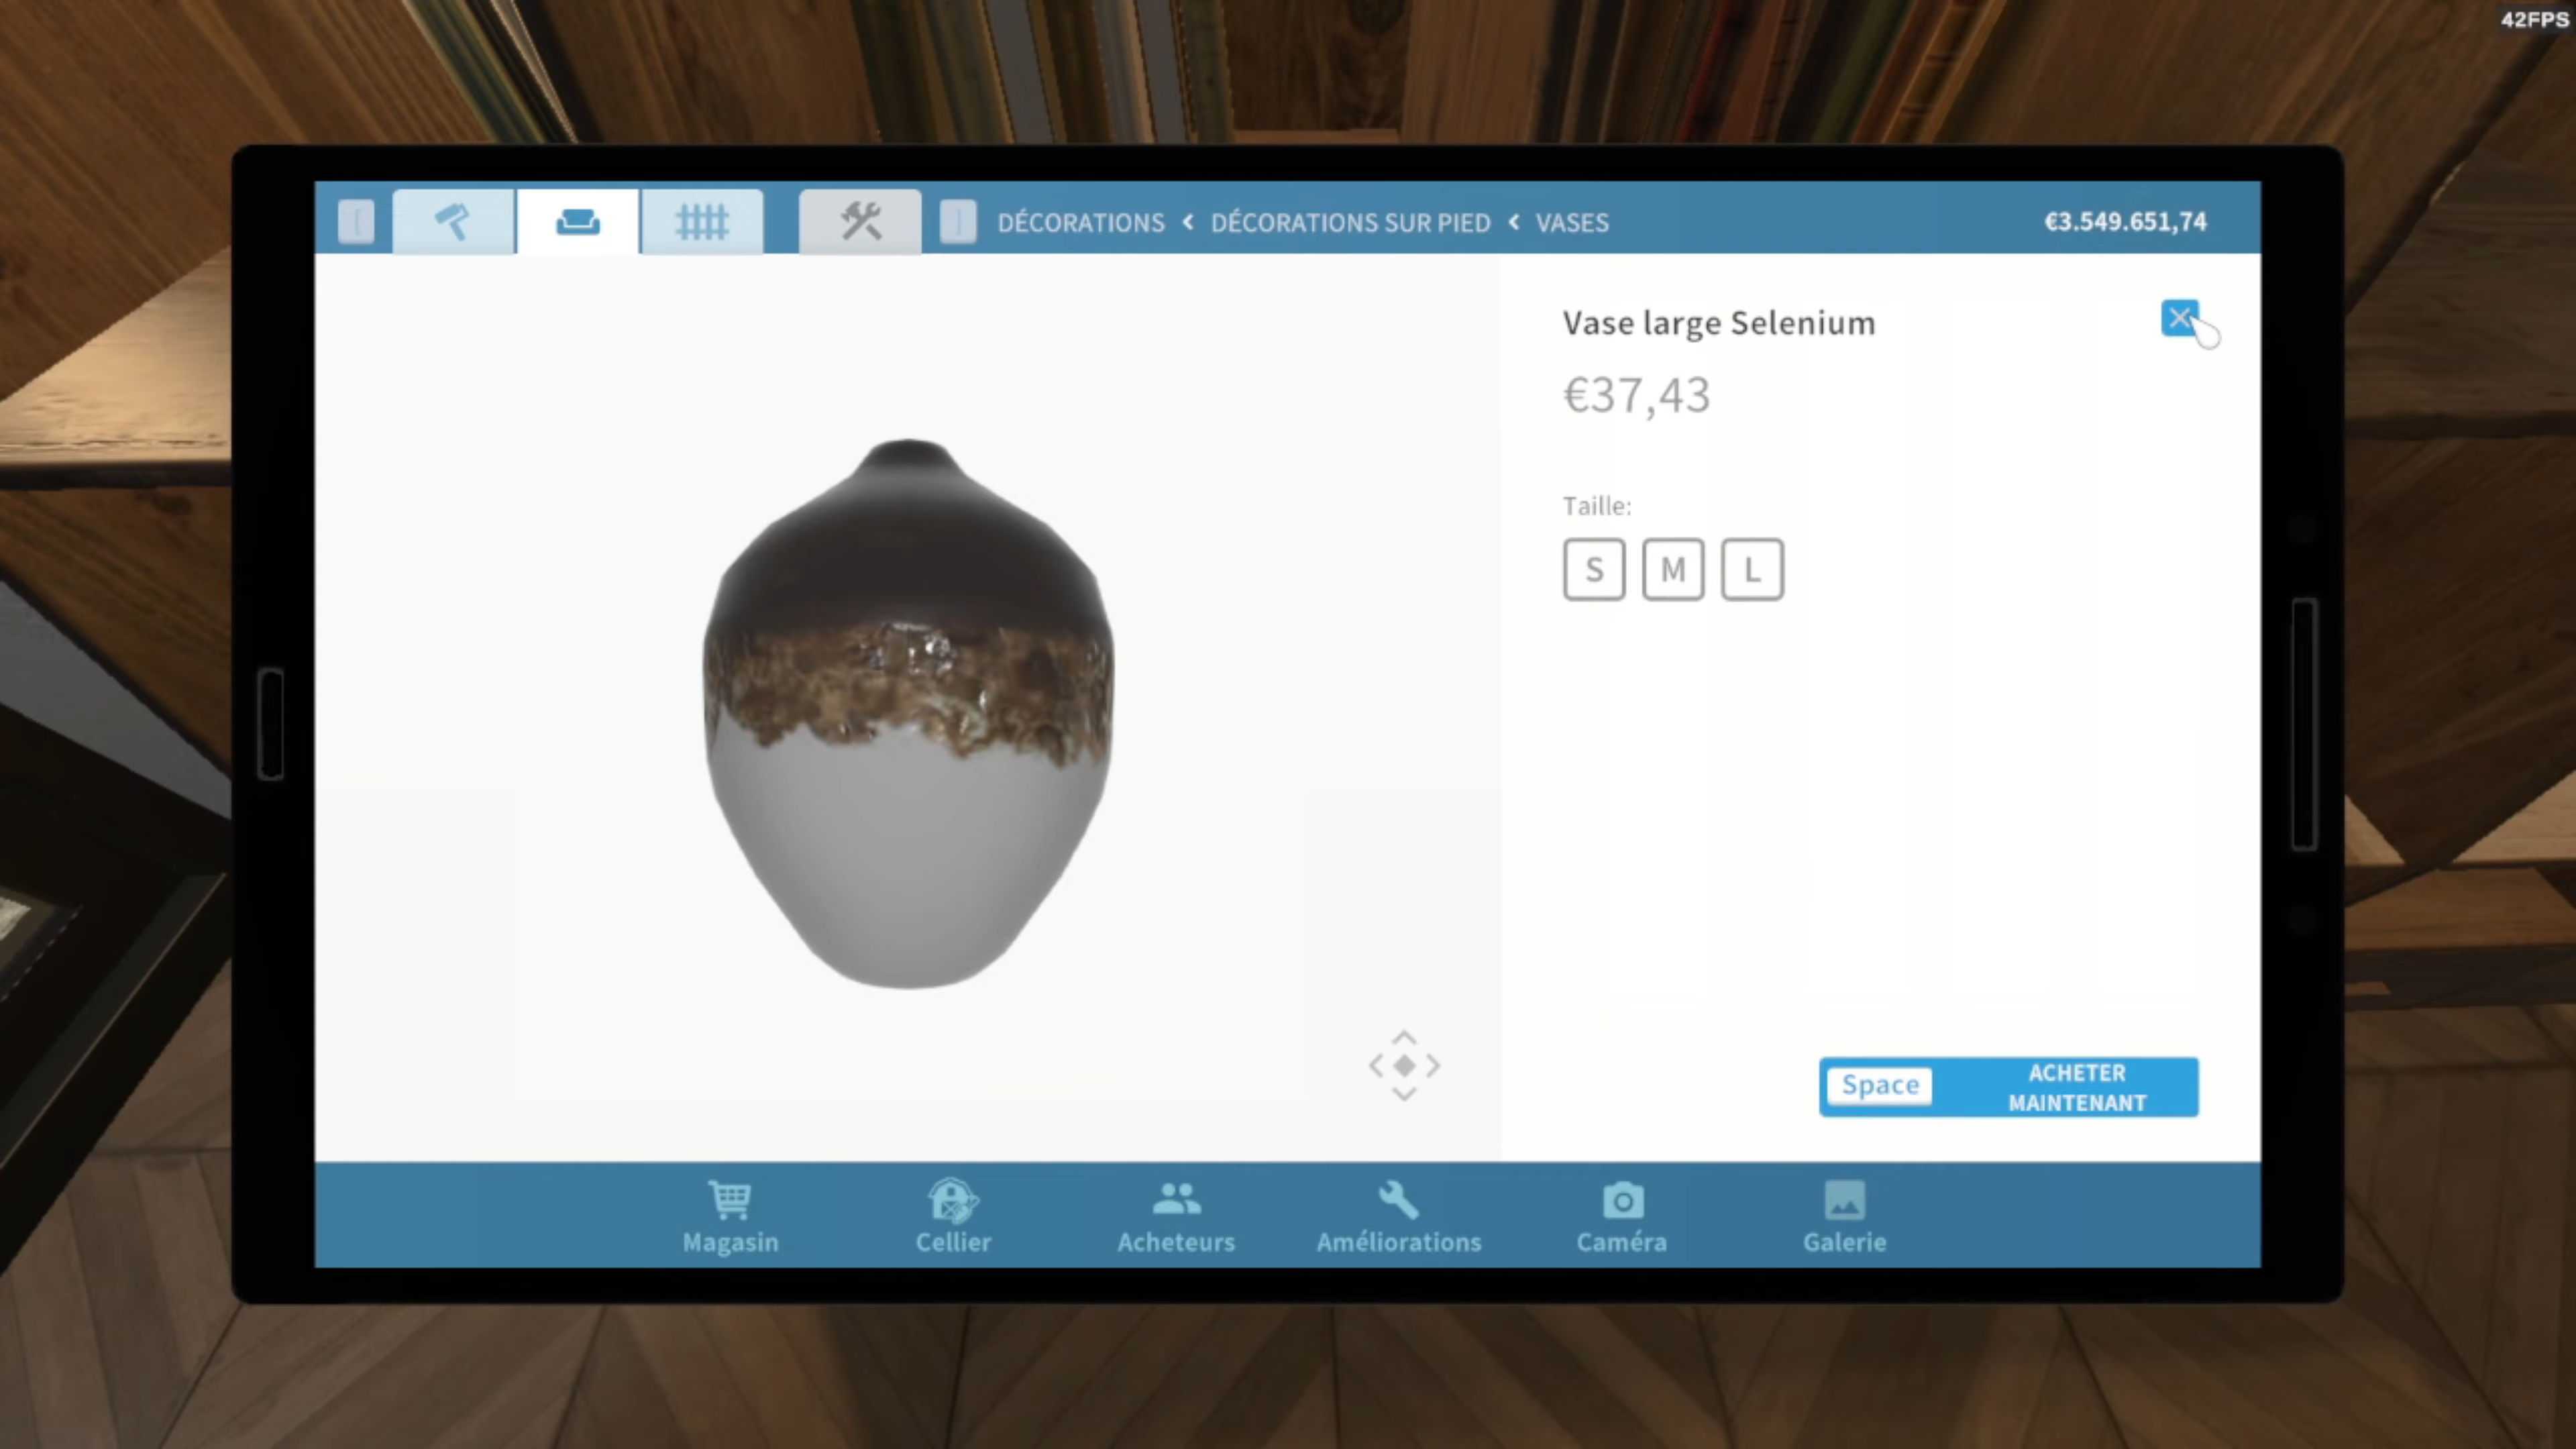 42FPS
[
]
DÉCORATIONS < DÉCORATIONS SUR PIED < VASES
€3.549.651,74
Vase large Selenium
€37,43
Taille:
S M L
Space
ACHETER
MAINTENANT
Magasin
Cellier
Acheteurs
Améliorations
Caméra
Galerie